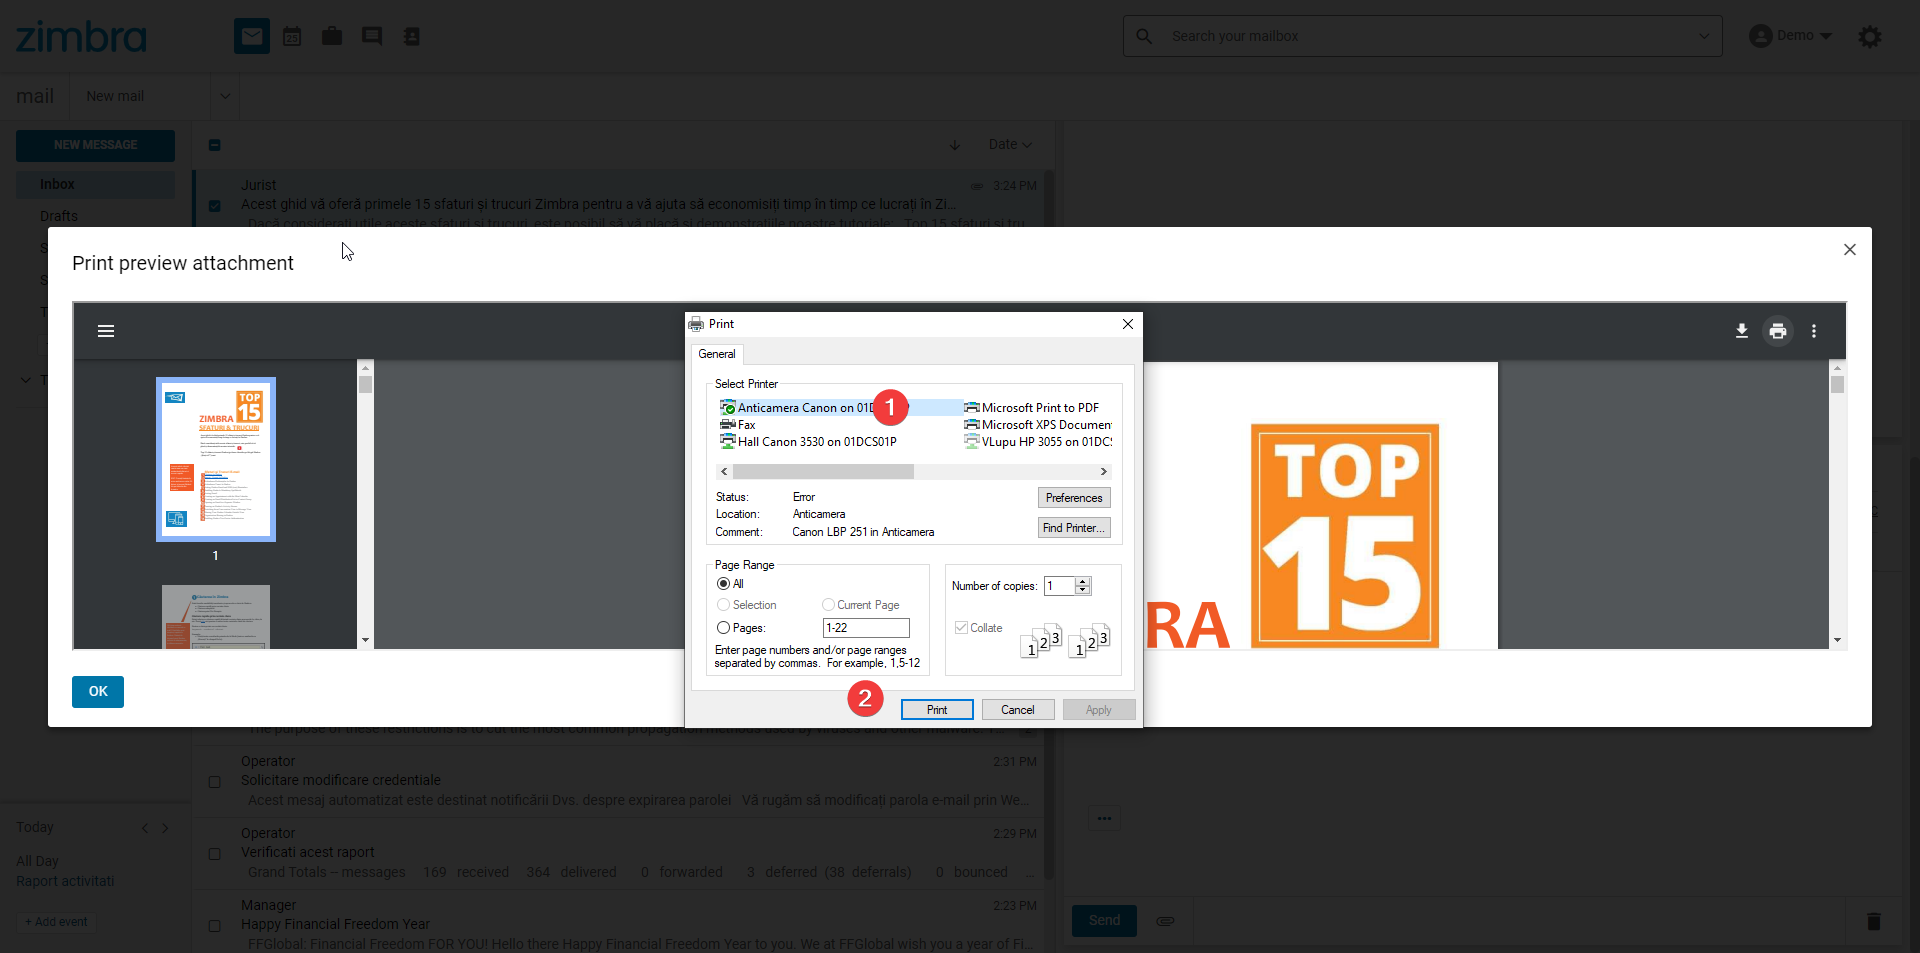 zimbra
25
Search your mailbox
Demo
mail
New mail
NEW MESSAGE
Date
Inbox
Drafts
Jurist
3:24 PM
Acest ghid vă oferă primele 15 sfaturi și trucuri Zimbra pentru a vă ajuta să economisiți timp în timp ce lucrați în Zi...
Dacă considerați utile aceste sfaturi și trucuri, este posibil să vă placă și demonstrațiile noastre tutoriale: Top 15 sfaturi și tru...
Print preview attachment
TOP
15
ZIMBRA
SFATURI & TRUCURI
1
Print
General
Select Printer
Anticamera Canon on 01D
Microsoft Print to PDF
Fax
Microsoft XPS Documen
Hall Canon 3530 on 01DCS01P
VLupu HP 3055 on 01DCS
1
Status: Error
Preferences
Location: Anticamera
Comment: Canon LBP 251 in Anticamera
Find Printer...
Page Range
All
Selection
Current Page
Pages: 1-22
Enter page numbers and/or page ranges
separated by commas. For example, 1,5-12
Number of copies: 1
Collate
1 2 3 1 2 3
2
Print
Cancel
Apply
TOP
15
RA
OK
The purpose of these restrictions is to cut the most common propagation methods used by viruses and other malware.
Operator
2:31 PM
Solicitare modificare credentiale
Acest mesaj automatizat este destinat notificării Dvs. despre expirarea parolei Vă rugăm să modificați parola e-mail prin We...
Operator
2:29 PM
Verificati acest raport
Grand Totals -- messages 169 received 364 delivered 0 forwarded 3 deferred (38 deferrals) 0 bounced ...
Manager
2:23 PM
Happy Financial Freedom Year
FFGlobal: Financial Freedom FOR YOU! Hello there Happy Financial Freedom Year to you. We at FFGlobal wish you a year of Fi...
Today
All Day
Raport activitati
+ Add event
Send